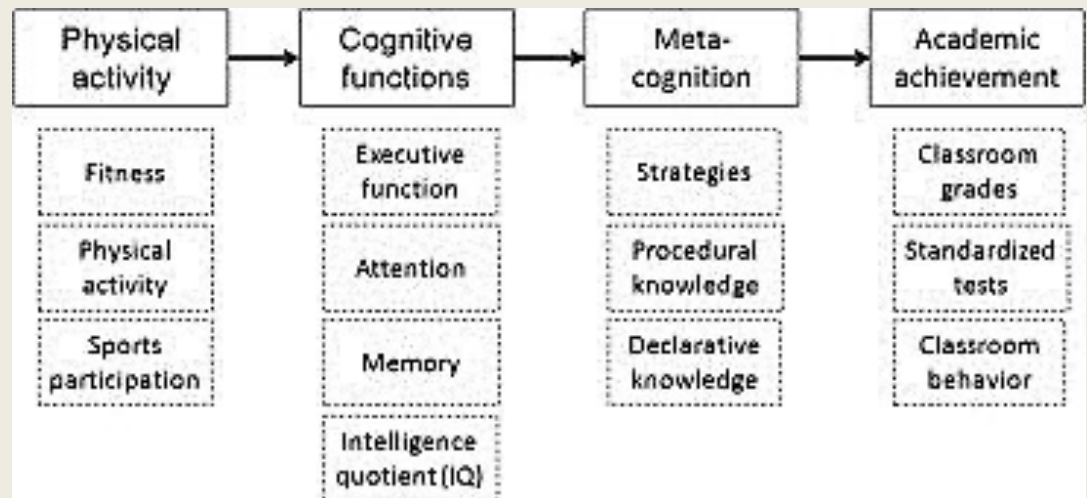 Physical
activity
Cognitive
functions
Meta-
cognition
Academic
achievement
Fitness
Physical
activity
Sports
participation
Executive
function
Attention
Memory
Intelligence
quotient (IQ)
Strategies
Procedural
knowledge
Declarative
knowledge
Classroom
grades
Standardized
tests
Classroom
behavior